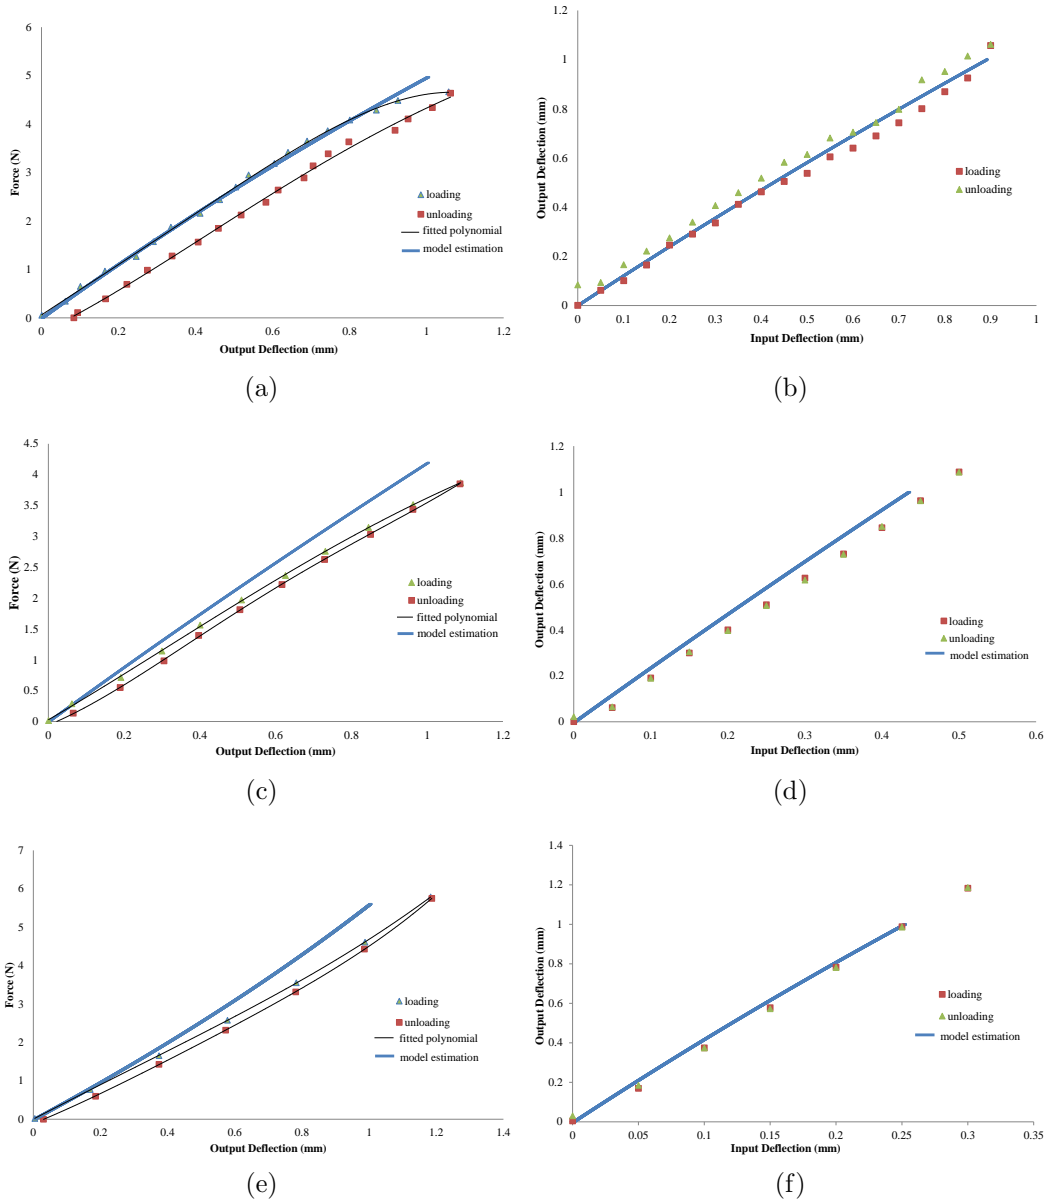 6
5
4
3
2
1
0
0 0.2 0.4 0.6 0.8 1 1.2
Force (N)
Output Deflection (mm)
loading
unloading
fitted polynomial
model estimation
(a)
1.2
1
0.8
0.6
0.4
0.2
0
0 0.1 0.2 0.3 0.4 0.5 0.6 0.7 0.8 0.9 1
Output Deflection (mm)
Input Deflection (mm)
loading
unloading
(b)
4.5
4
3.5
3
2.5
2
1.5
1
0.5
0
0 0.2 0.4 0.6 0.8 1 1.2
Force (N)
Output Deflection (mm)
loading
unloading
fitted polynomial
model estimation
(c)
1.2
1
0.8
0.6
0.4
0.2
0
0 0.1 0.2 0.3 0.4 0.5 0.6
Output Deflection (mm)
Input Deflection (mm)
loading
unloading
model estimation
(d)
7
6
5
4
3
2
1
0
0 0.2 0.4 0.6 0.8 1 1.2 1.4
Force (N)
Output Deflection (mm)
loading
unloading
fitted polynomial
model estimation
(e)
1.4
1.2
1
0.8
0.6
0.4
0.2
0
0 0.05 0.1 0.15 0.2 0.25 0.3 0.35
Output Deflection (mm)
Input Deflection (mm)
loading
unloading
model estimation
(f)